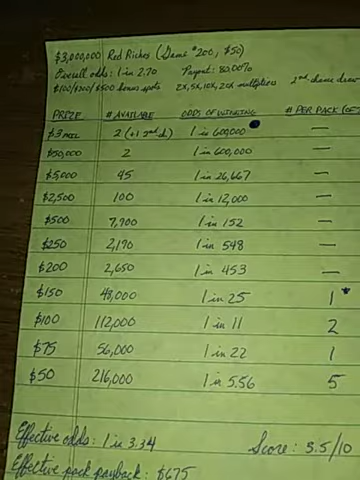 $3,000,000 Red Riches (Game #200, $50)
Overall odds: 1 in 2.70 Payout: 80.00%
$100/$200/$500 bonus spots 2x, 5x, 10x, 20x multipliers 2nd chance draw
PRIZE # AVAILABLE ODDS OF WINNING # PER PACK (OF
$3 MIL 2 (+1 2nd ch) 1 in 600,000 —
$50,000 2 1 in 600,000 —
$5,000 45 1 in 26,667 —
$2,500 100 1 in 12,000 —
$500 7,900 1 in 152 —
$250 2,190 1 in 548 —
$200 2,650 1 in 453 —
$150 48,000 1 in 25 1 *
$100 112,000 1 in 11 2
$75 56,000 1 in 22 1
$50 216,000 1 in 5.56 5
Effective odds: 1 in 3.34 Score: 3.5/10
Effective pack payback: $675